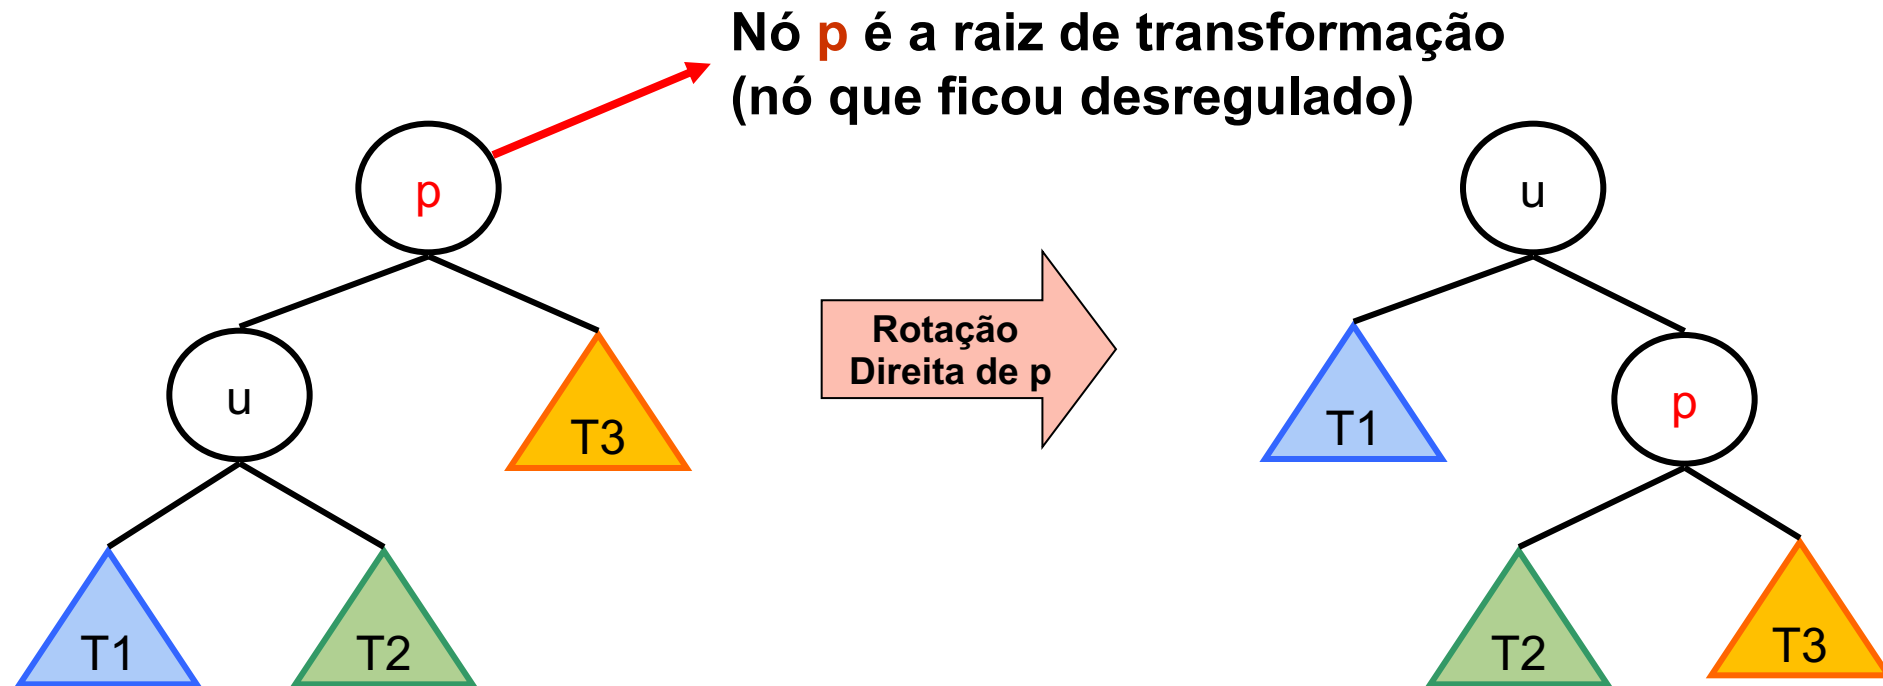 Nó p é a raiz de transformação
(nó que ficou desregulado)
p
u
T3
T1
T2
Rotação
Direita de p
u
T1
p
T2
T3